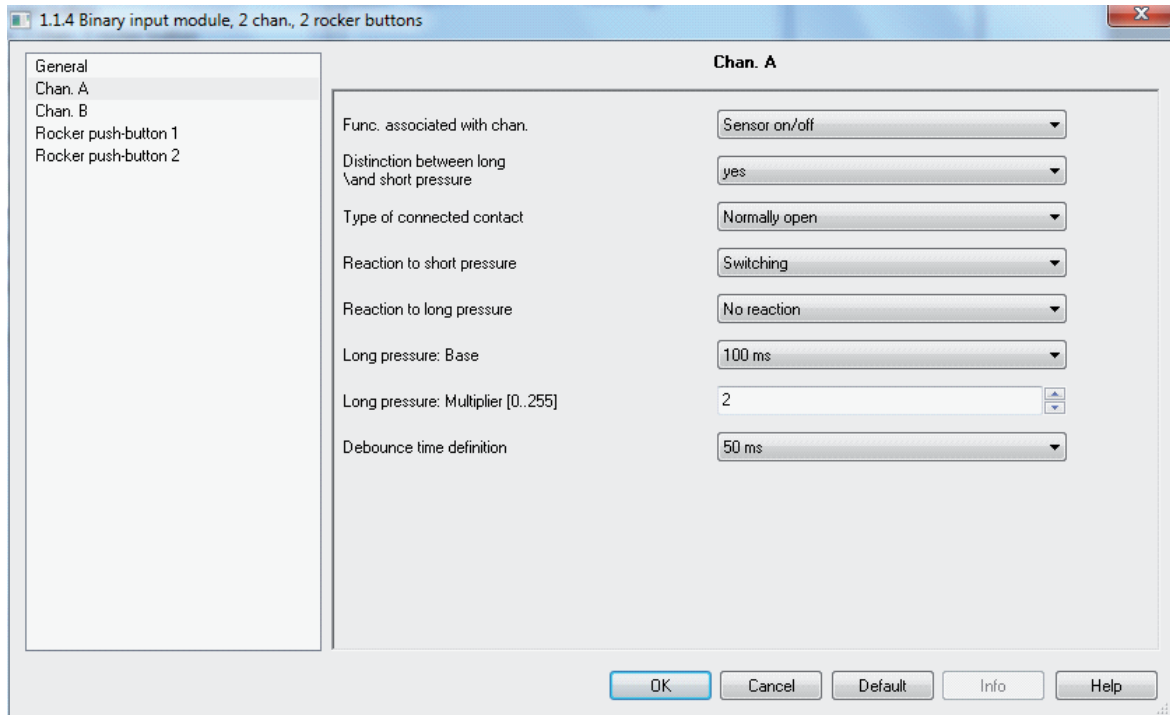 1.1.4 Binary input module, 2 chan., 2 rocker buttons
General
Chan. A
Chan. B
Rocker push-button 1
Rocker push-button 2
Chan. A
Func. associated with chan.
Sensor on/off
Distinction between long
\and short pressure
yes
Type of connected contact
Normally open
Reaction to short pressure
Switching
Reaction to long pressure
No reaction
Long pressure: Base
100 ms
Long pressure: Multiplier [0..255]
2
Debounce time definition
50 ms
OK
Cancel
Default
Info
Help